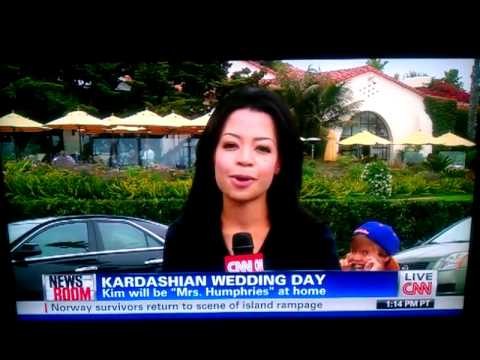 CNN
NEWS
ROOM
KARDASHIAN WEDDING DAY
Kim will be "Mrs. Humphries" at home
LIVE
CNN
Norway survivors return to scene of island rampage
1:14 PM PT